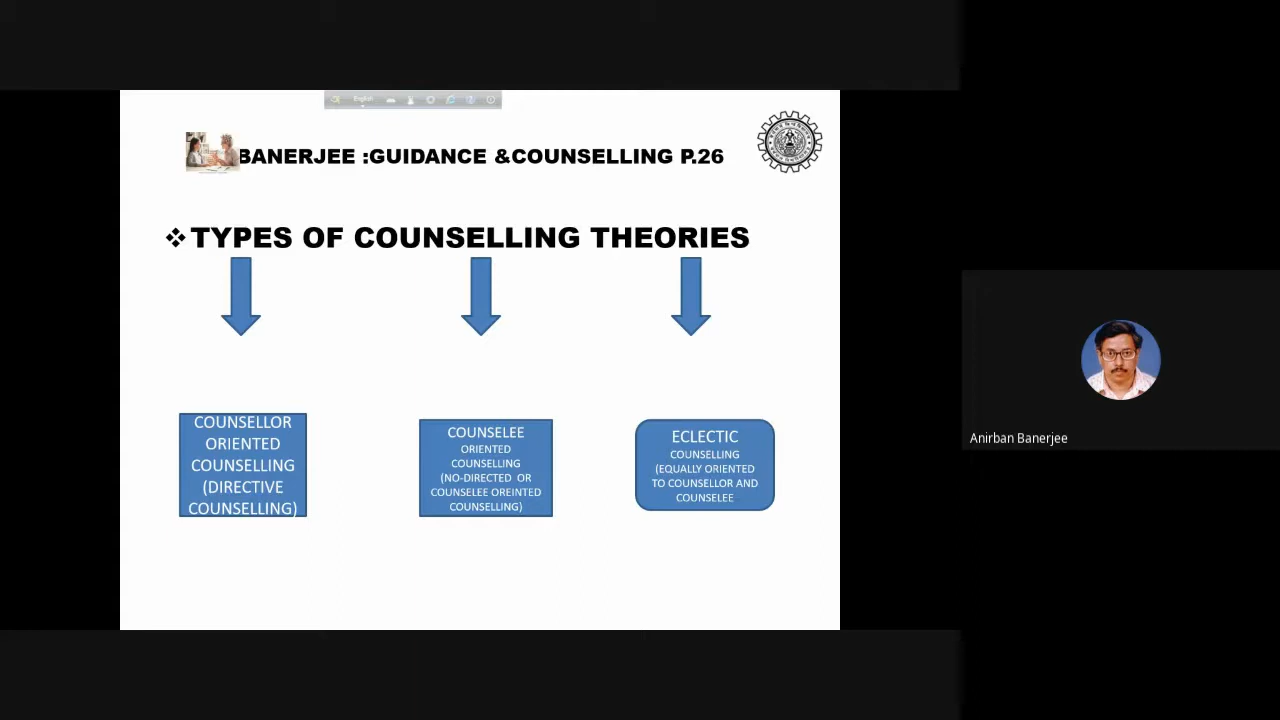 English
BANERJEE :GUIDANCE &COUNSELLING P.26
❖TYPES OF COUNSELLING THEORIES
COUNSELLOR
ORIENTED
COUNSELLING
(DIRECTIVE
COUNSELLING)
COUNSELEE
ORIENTED
COUNSELLING
(NO-DIRECTED OR
COUNSELEE OREINTED
COUNSELLING)
ECLECTIC
COUNSELLING
(EQUALLY ORIENTED
TO COUNSELLOR AND
COUNSELEE
Anirban Banerjee